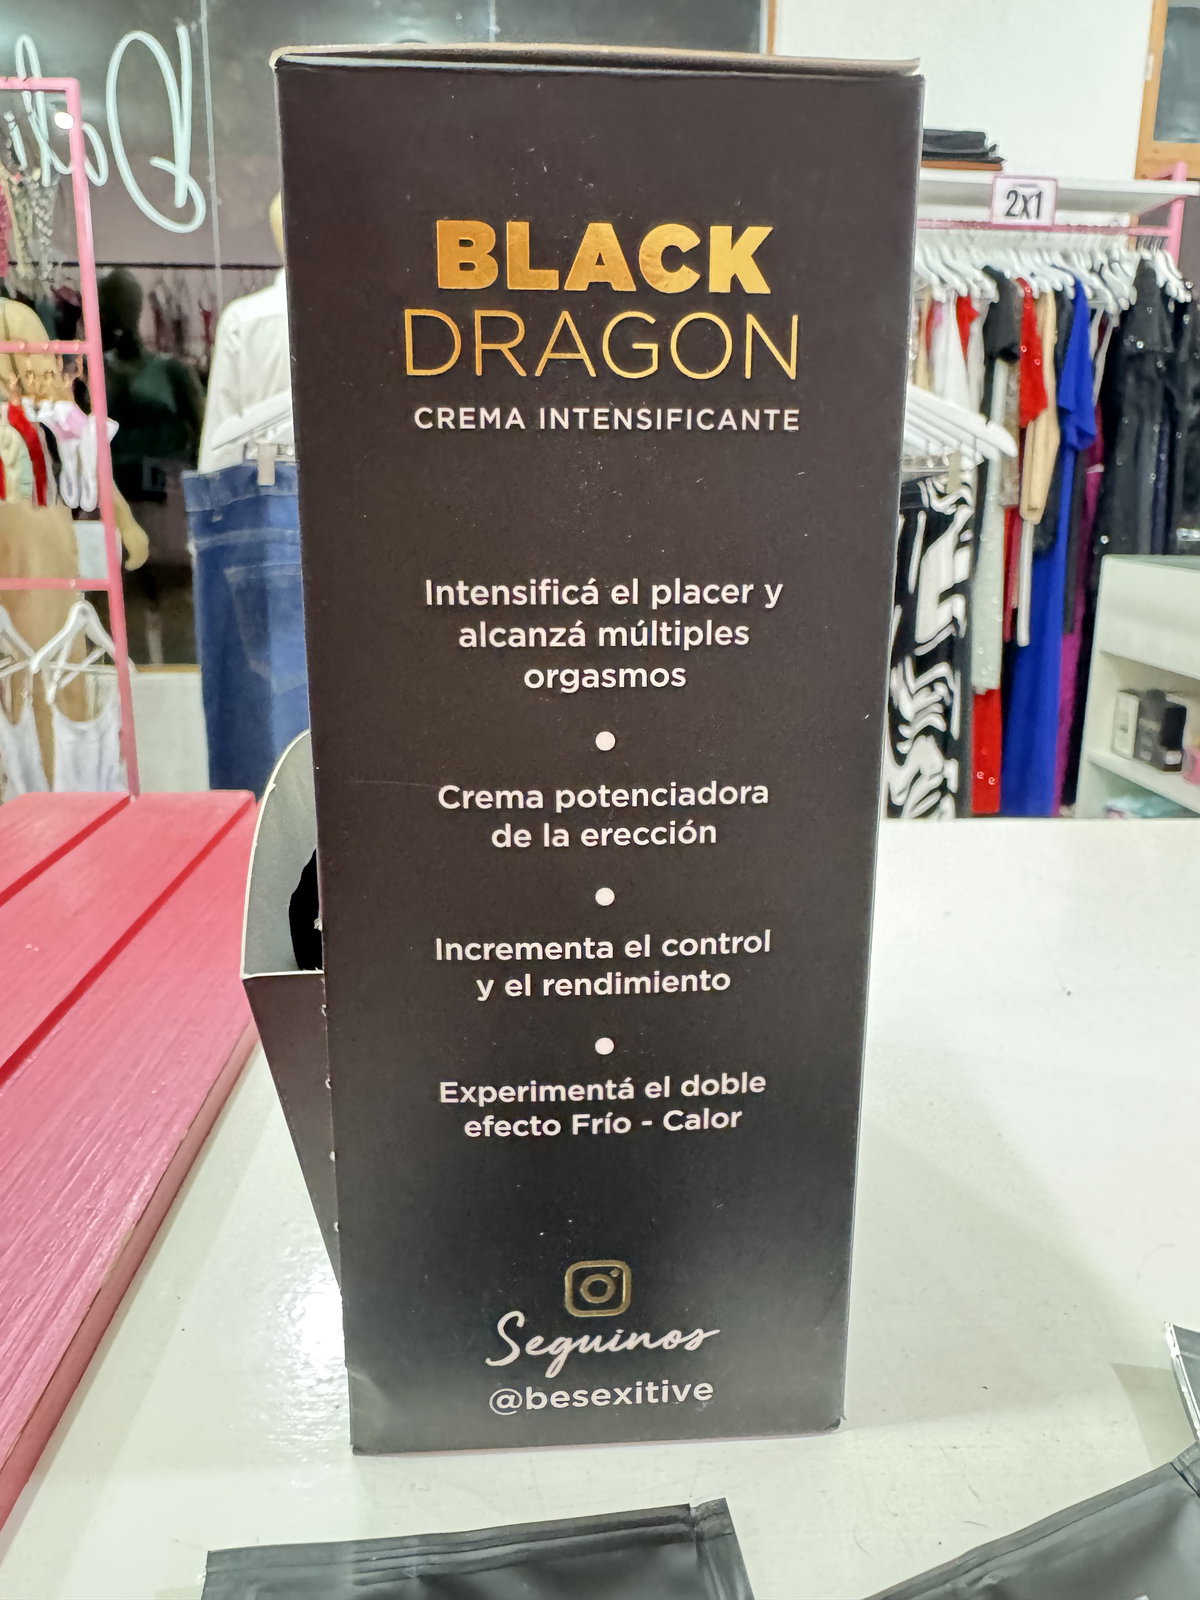 BLACK
DRAGON
CREMA INTENSIFICANTE
Intensificá el placer y
alcanzá múltiples
orgasmos
Crema potenciadora
de la erección
Incrementa el control
y el rendimiento
Experimentá el doble
efecto Frío - Calor
Seguinos
@besexitive
2x1